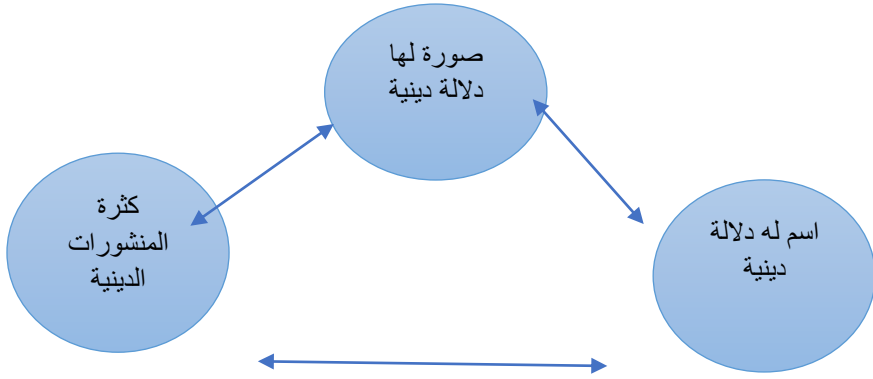 صورة لها
دلالة دينية
اسم له دلالة
دينية
كثرة
المنشورات
الدينية